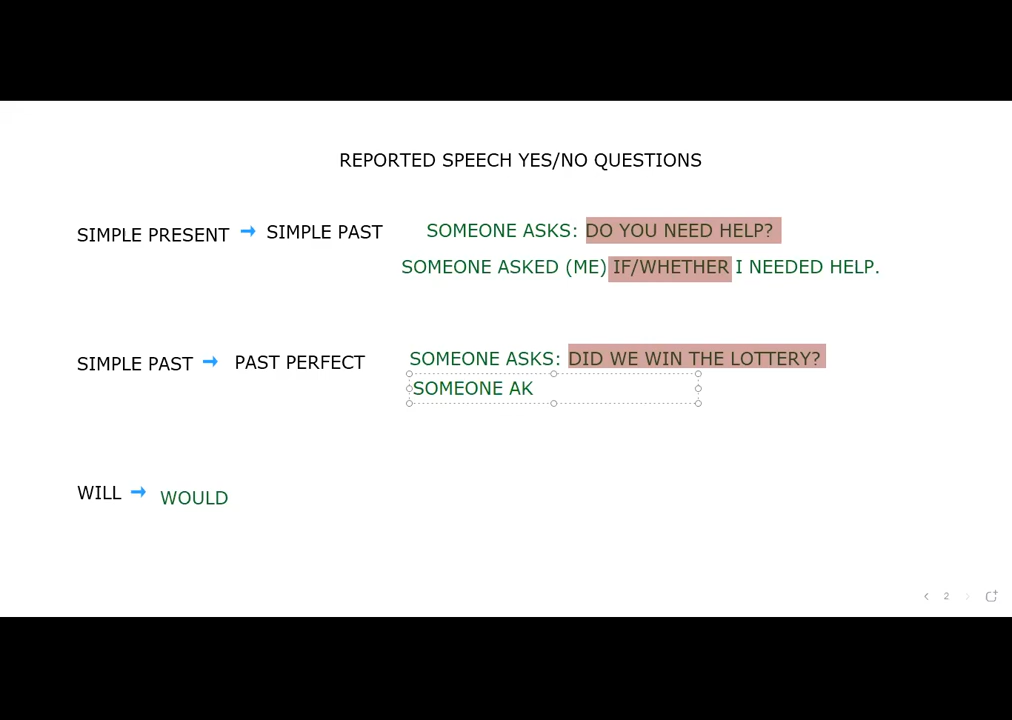 REPORTED SPEECH YES/NO QUESTIONS
SIMPLE PRESENT → SIMPLE PAST SOMEONE ASKS: DO YOU NEED HELP?
SOMEONE ASKED (ME) IF/WHETHER I NEEDED HELP.
SIMPLE PAST → PAST PERFECT SOMEONE ASKS: DID WE WIN THE LOTTERY?
SOMEONE AK
WILL → WOULD
2